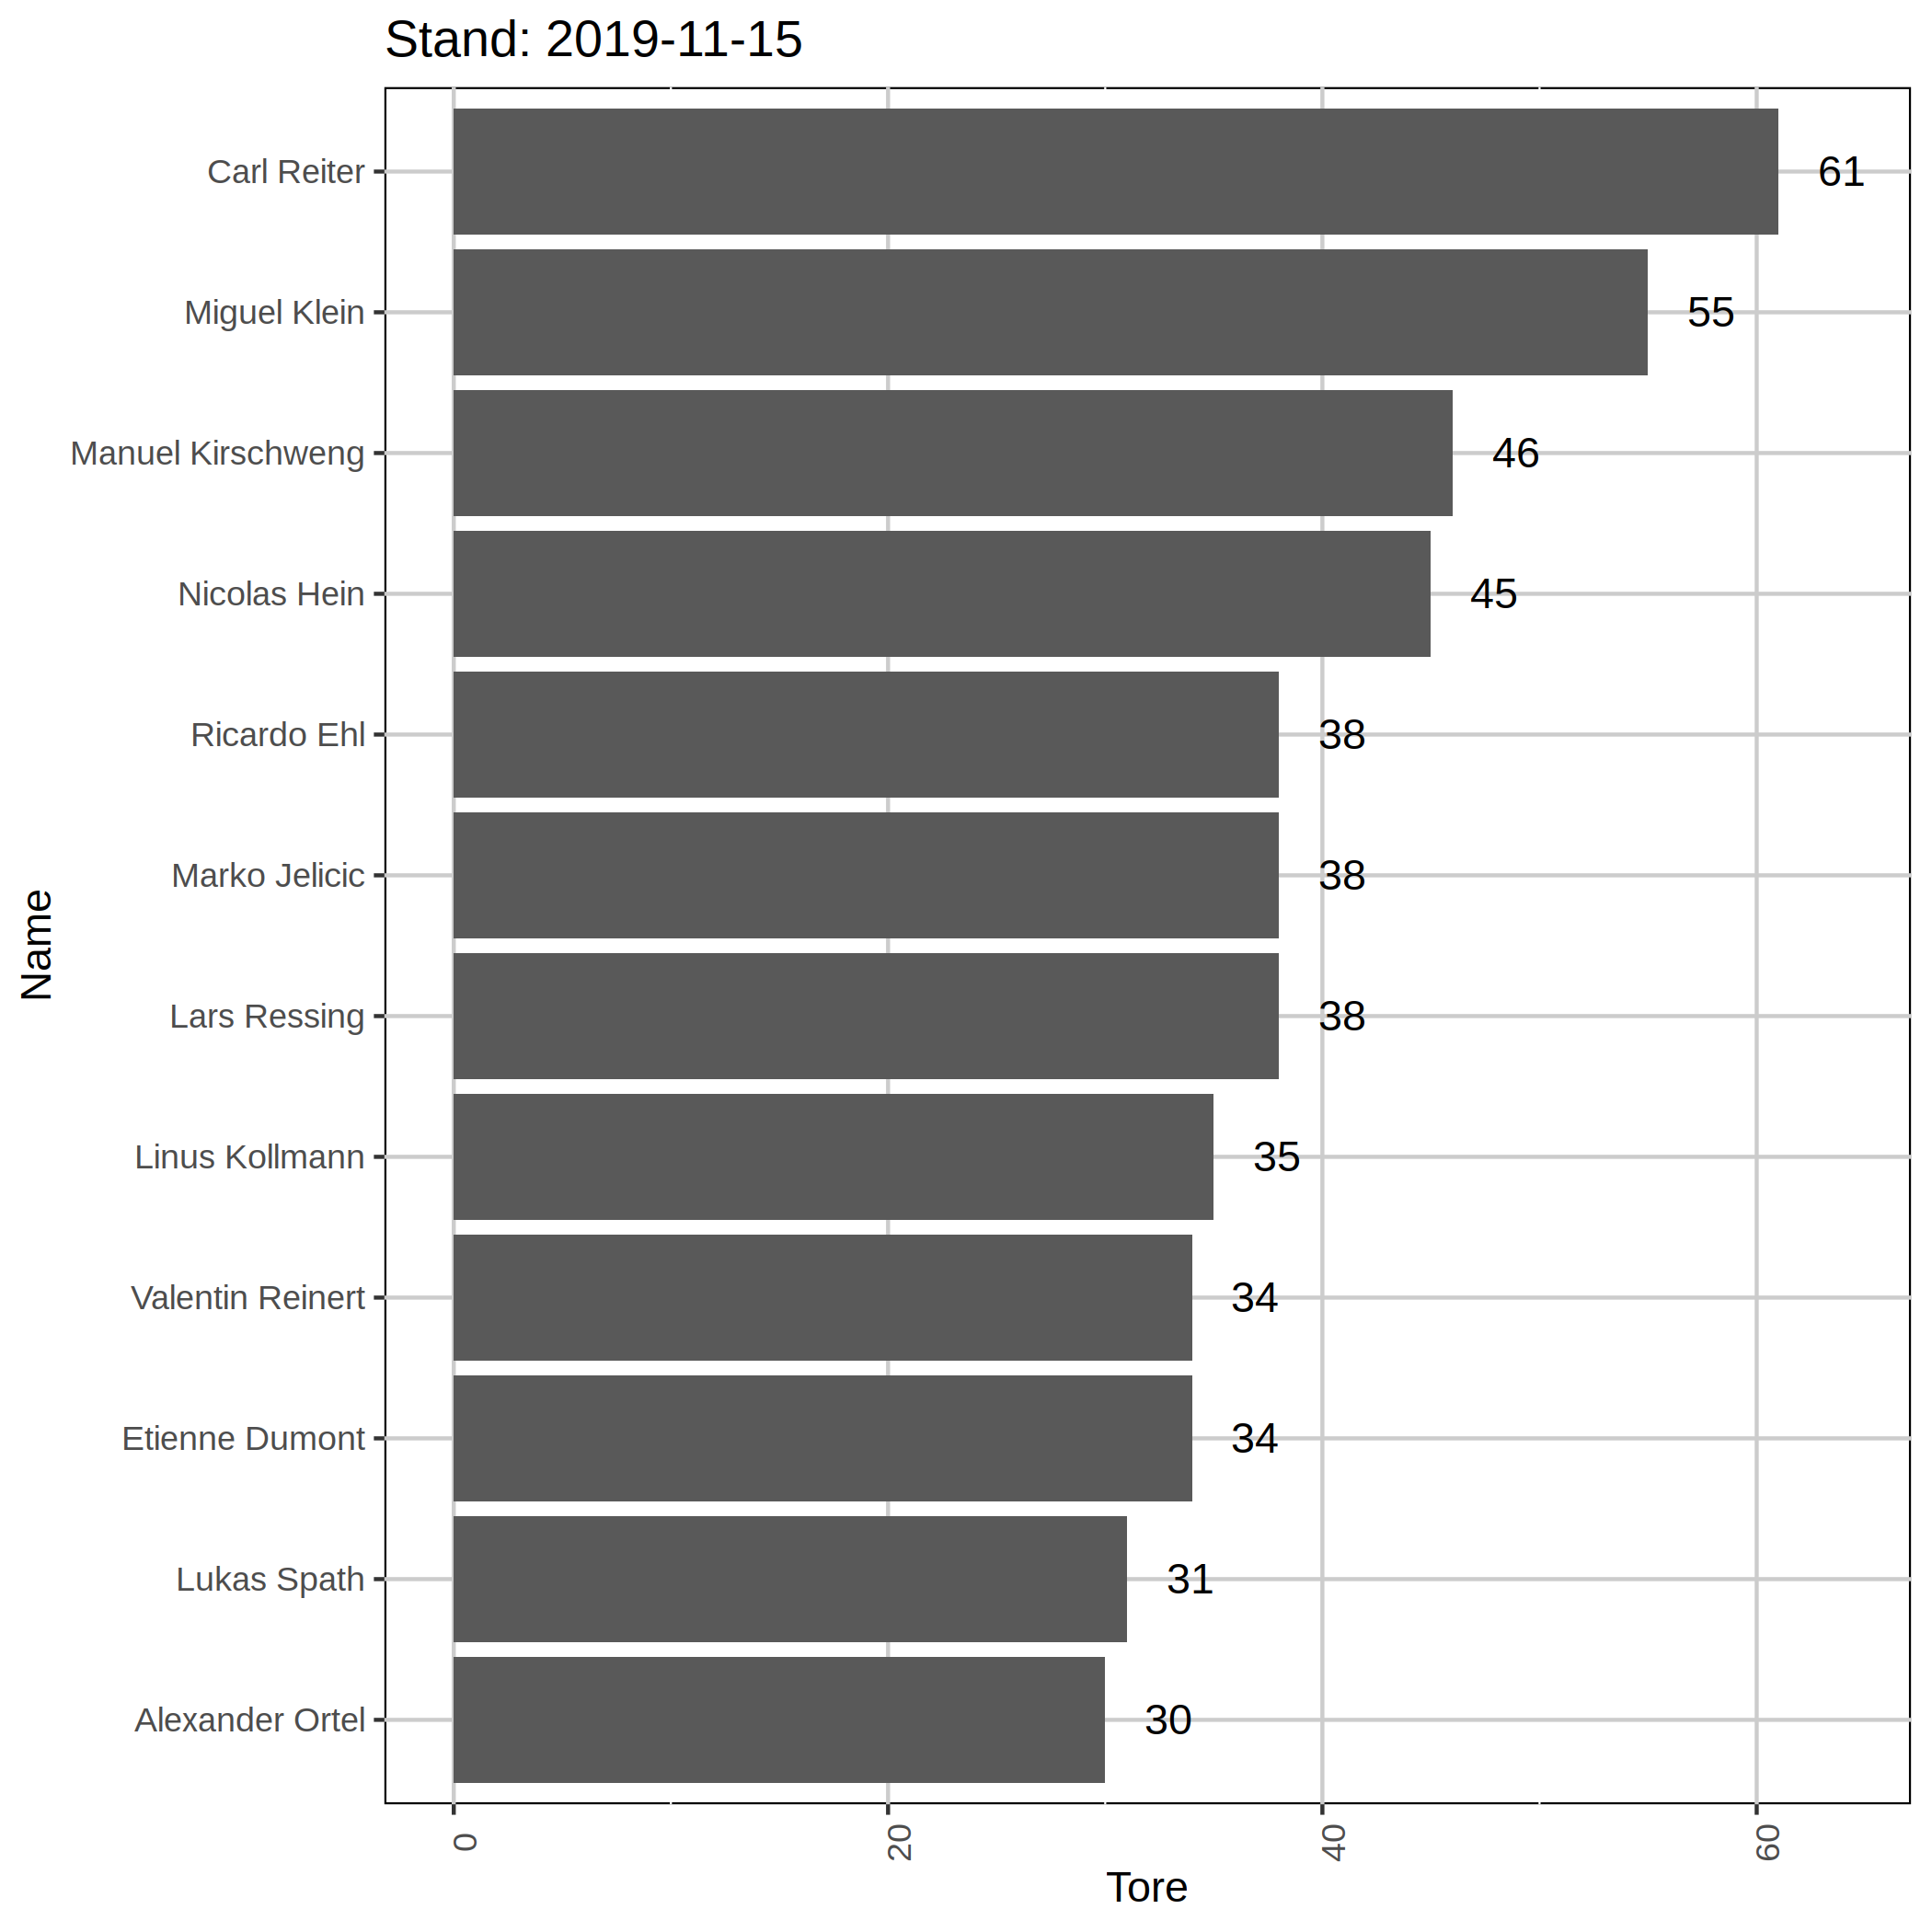 Stand: 2019-11-15
Carl Reiter 61
Miguel Klein 55
Manuel Kirschweng 46
Nicolas Hein 45
Ricardo Ehl 38
Marko Jelicic 38
Lars Ressing 38
Linus Kollmann 35
Valentin Reinert 34
Etienne Dumont 34
Lukas Spath 31
Alexander Ortel 30
Name
0 20 40 60
Tore